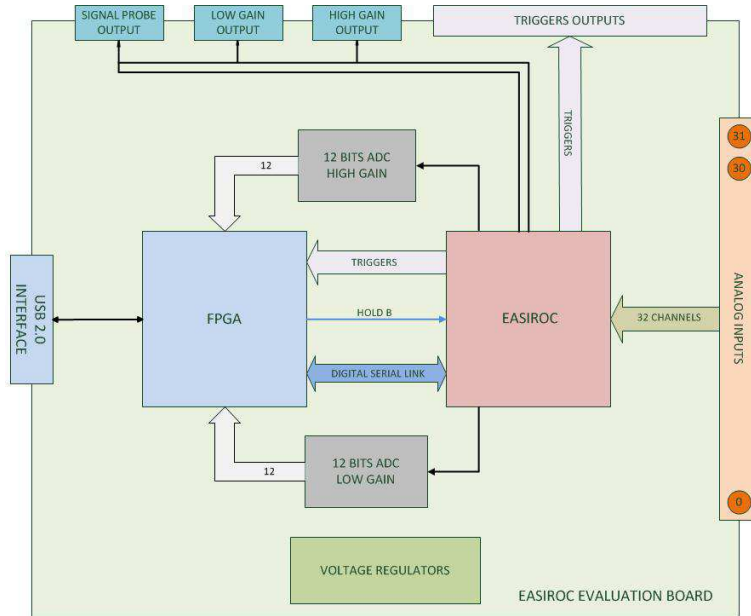 SIGNAL PROBE
OUTPUT
LOW GAIN
OUTPUT
HIGH GAIN
OUTPUT
TRIGGERS OUTPUTS
TRIGGERS
31
30
12
12 BITS ADC
HIGH GAIN
USB 2.0
INTERFACE
FPGA
TRIGGERS
HOLD B
DIGITAL SERIAL LINK
EASIROC
32 CHANNELS
ANALOG INPUTS
12
12 BITS ADC
LOW GAIN
0
VOLTAGE REGULATORS
EASIROC EVALUATION BOARD